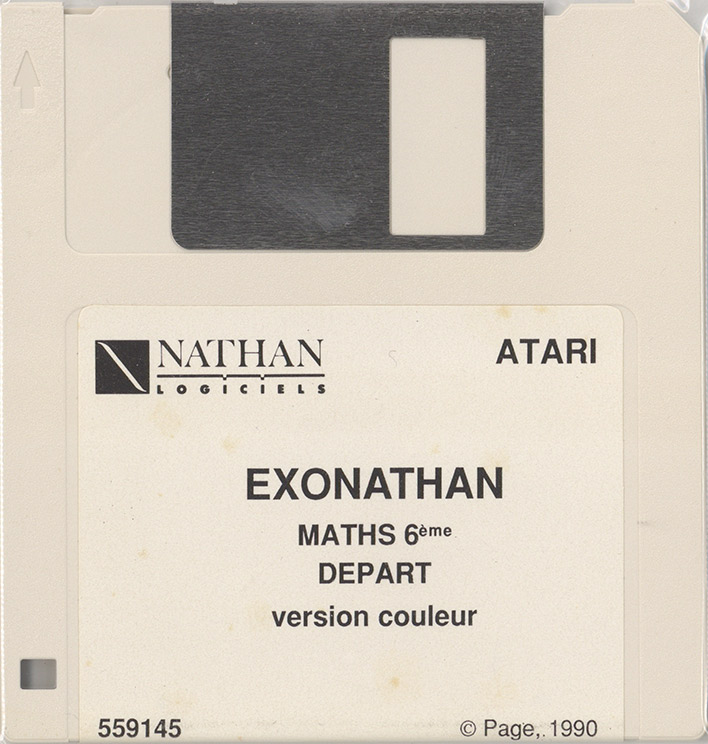 NATHAN
LOGICIELS
ATARI
EXONATHAN
MATHS 6ème
DEPART
version couleur
559145
© Page, 1990